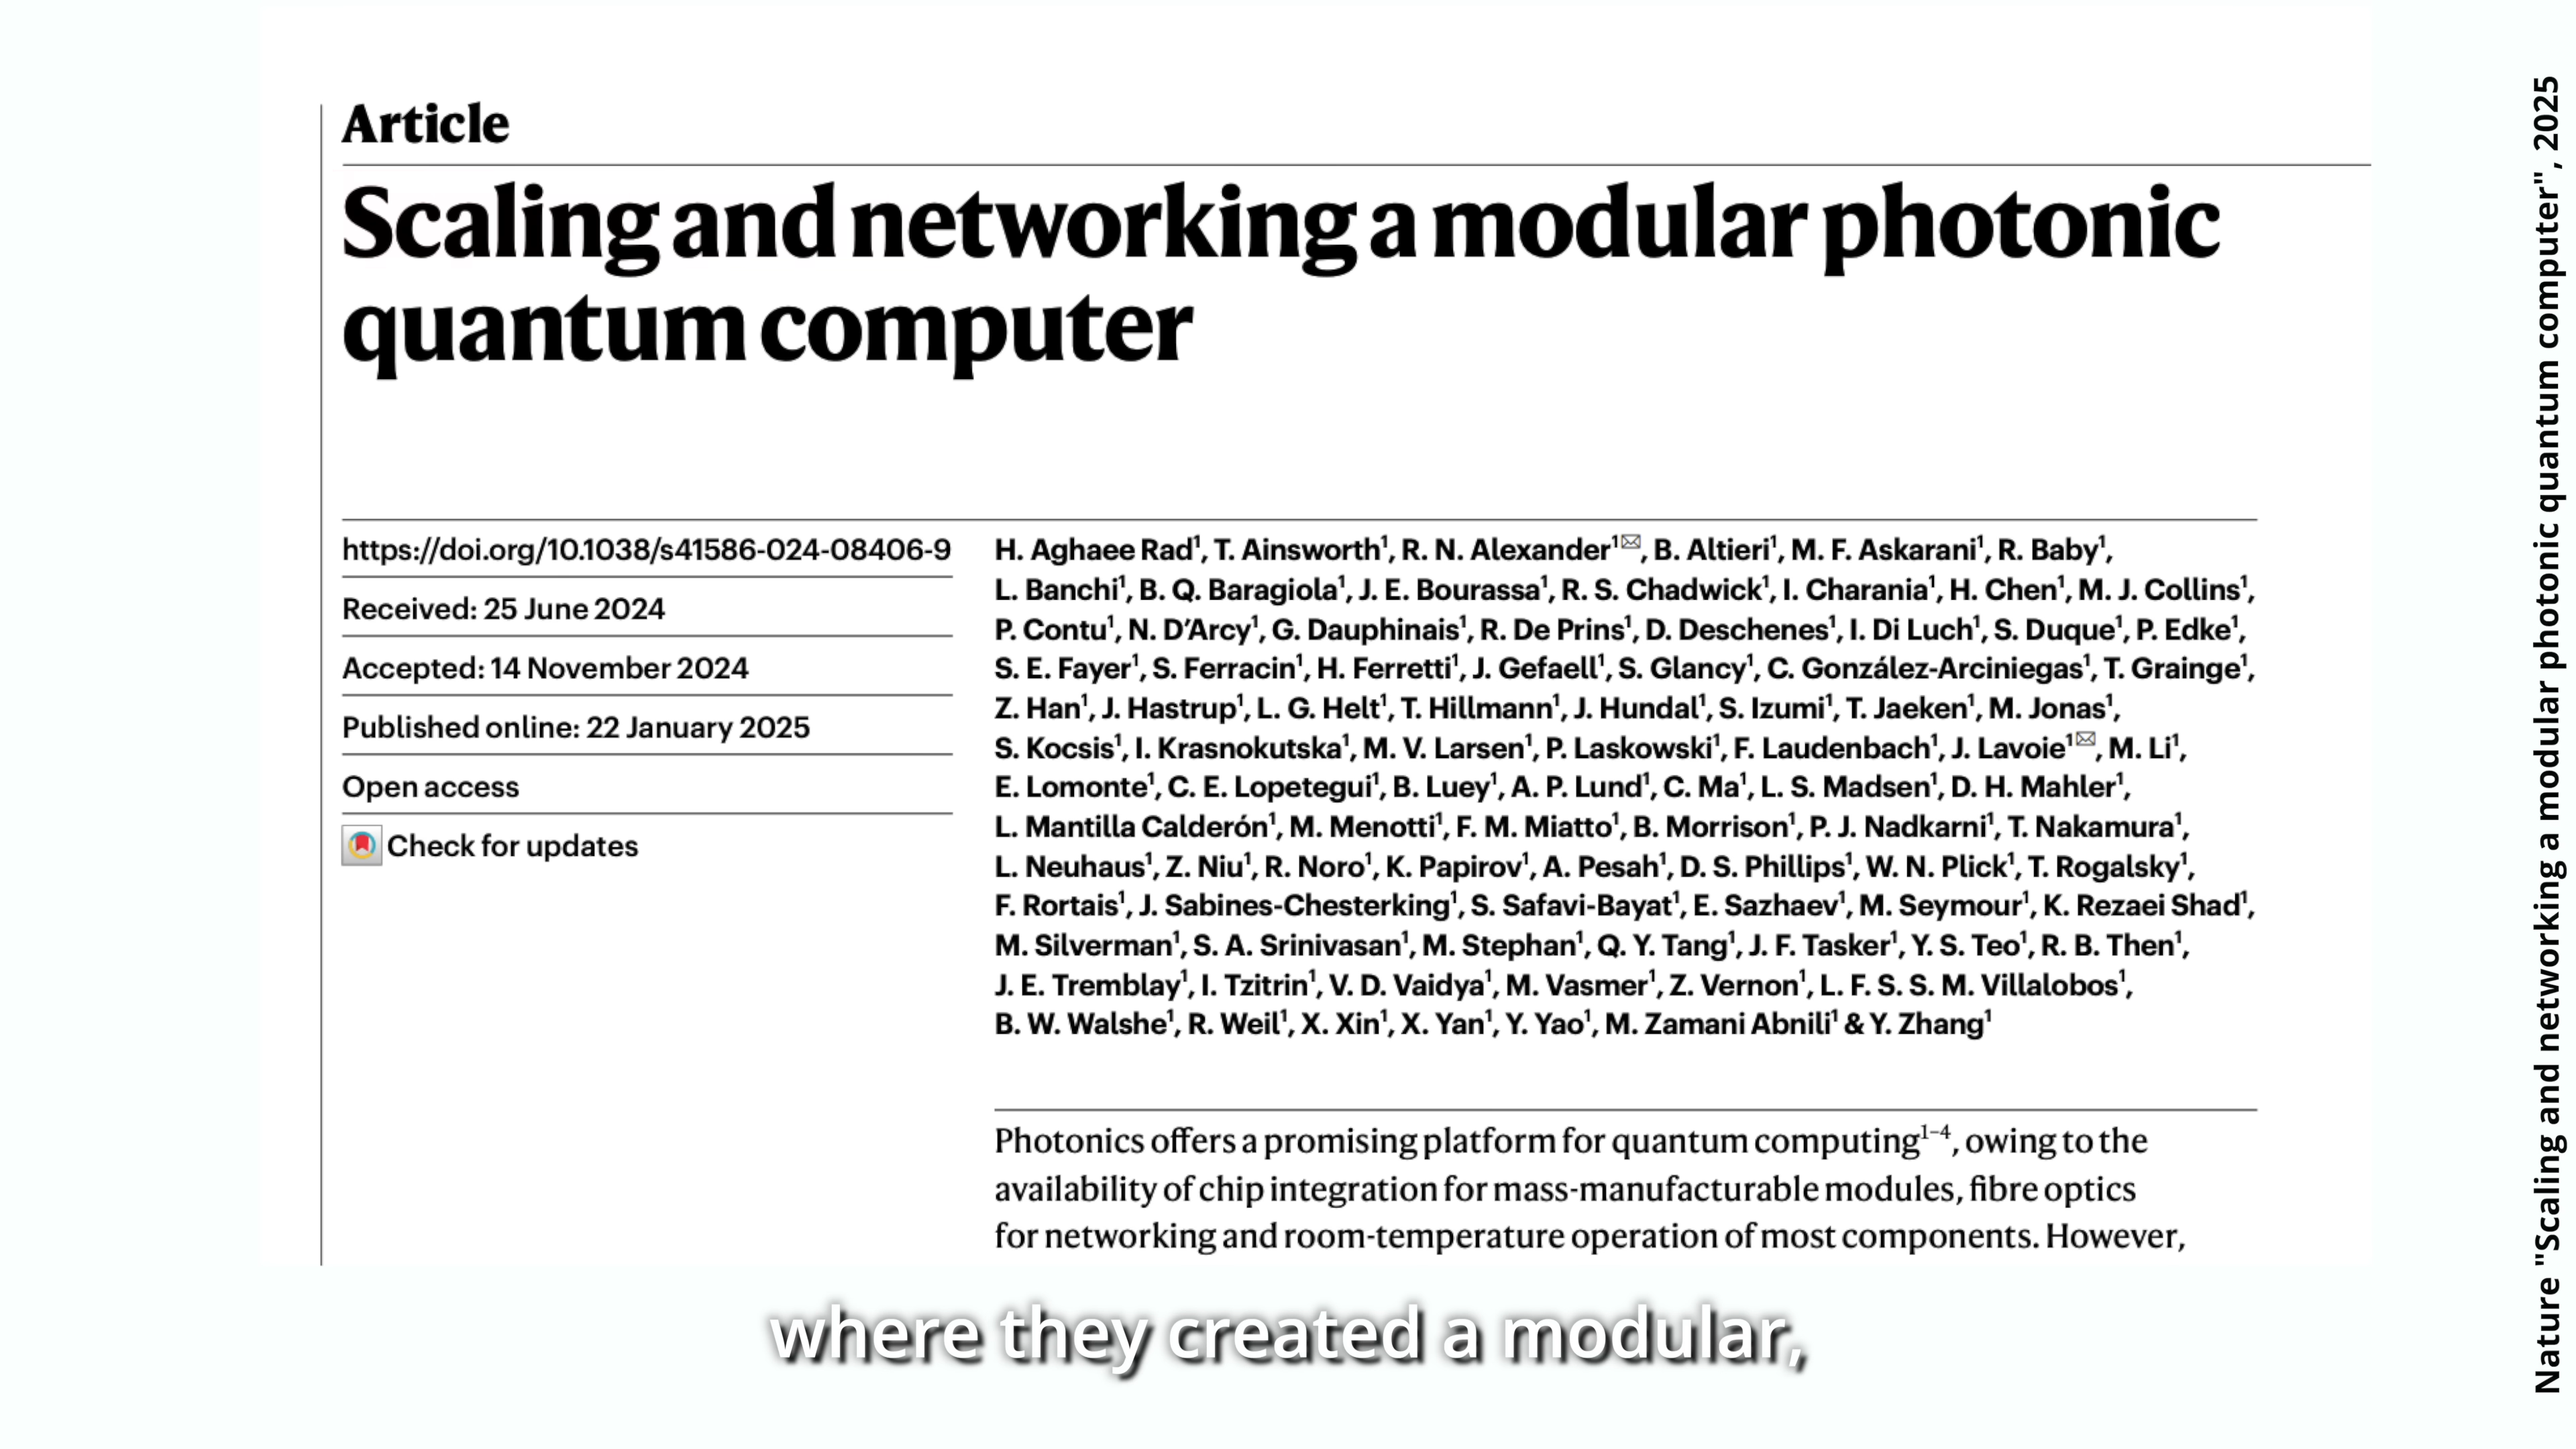 Article
Scaling and networking a modular photonic
quantum computer
https://doi.org/10.1038/s41586-024-08406-9
Received: 25 June 2024
Accepted: 14 November 2024
Published online: 22 January 2025
Open access
Check for updates
H. Aghaee Rad¹, T. Ainsworth¹, R. N. Alexander¹✉, B. Altieri¹, M. F. Askarani¹, R. Baby¹,
L. Banchi¹, B. Q. Baragiola¹, J. E. Bourassa¹, R. S. Chadwick¹, I. Charania¹, H. Chen¹, M. J. Collins¹,
P. Contu¹, N. D’Arcy¹, G. Dauphinais¹, R. De Prins¹, D. Deschenes¹, I. Di Luch¹, S. Duque¹, P. Edke¹,
S. E. Fayer¹, S. Ferracin¹, H. Ferretti¹, J. Gefaell¹, S. Glancy¹, C. González-Arciniegas¹, T. Grainge¹,
Z. Han¹, J. Hastrup¹, L. G. Helt¹, T. Hillmann¹, J. Hundal¹, S. Izumi¹, T. Jaeken¹, M. Jonas¹,
S. Kocsis¹, I. Krasnokutska¹, M. V. Larsen¹, P. Laskowski¹, F. Laudenbach¹, J. Lavoie¹✉, M. Li¹,
E. Lomonte¹, C. E. Lopetegui¹, B. Luey¹, A. P. Lund¹, C. Ma¹, L. S. Madsen¹, D. H. Mahler¹,
L. Mantilla Calderón¹, M. Menotti¹, F. M. Miatto¹, B. Morrison¹, P. J. Nadkarni¹, T. Nakamura¹,
L. Neuhaus¹, Z. Niu¹, R. Noro¹, K. Papirov¹, A. Pesah¹, D. S. Phillips¹, W. N. Plick¹, T. Rogalsky¹,
F. Rortais¹, J. Sabines-Chesterking¹, S. Safavi-Bayat¹, E. Sazhaev¹, M. Seymour¹, K. Rezaei Shad¹,
M. Silverman¹, S. A. Srinivasan¹, M. Stephan¹, Q. Y. Tang¹, J. F. Tasker¹, Y. S. Teo¹, R. B. Then¹,
J. E. Tremblay¹, I. Tzitrin¹, V. D. Vaidya¹, M. Vasmer¹, Z. Vernon¹, L. F. S. S. M. Villalobos¹,
B. W. Walshe¹, R. Weil¹, X. Xin¹, X. Yan¹, Y. Yao¹, M. Zamani Abnili¹ & Y. Zhang¹
Photonics offers a promising platform for quantum computing¹⁻⁴, owing to the
availability of chip integration for mass-manufacturable modules, fibre optics
for networking and room-temperature operation of most components. However,
where they created a modular,
Nature "Scaling and networking a modular photonic quantum computer", 2025